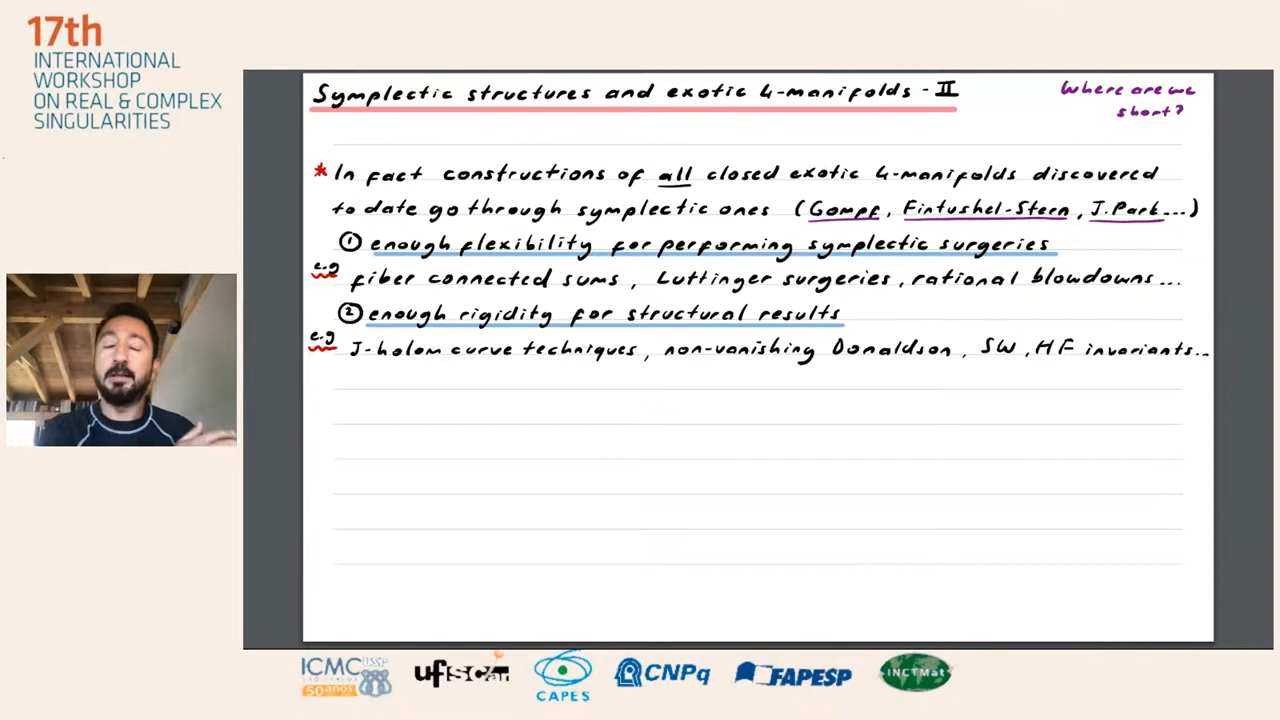 17th
INTERNATIONAL
WORKSHOP
ON REAL & COMPLEX
SINGULARITIES
Symplectic structures and exotic 4-manifolds - II
Where are we
short?
* In fact constructions of all closed exotic 4-manifolds discovered
to date go through symplectic ones (Gompf, Fintushel-Stern, J.Park...)
① enough flexibility for performing symplectic surgeries
e.g fiber connected sums, Luttinger surgeries, rational blowdowns...
② enough rigidity for structural results
e.g J-holom curve techniques, non-vanishing Donaldson, SW, HF invariants...
ICMC
50 anos
ufscar
CAPES
CNPq
FAPESP
INCTMat